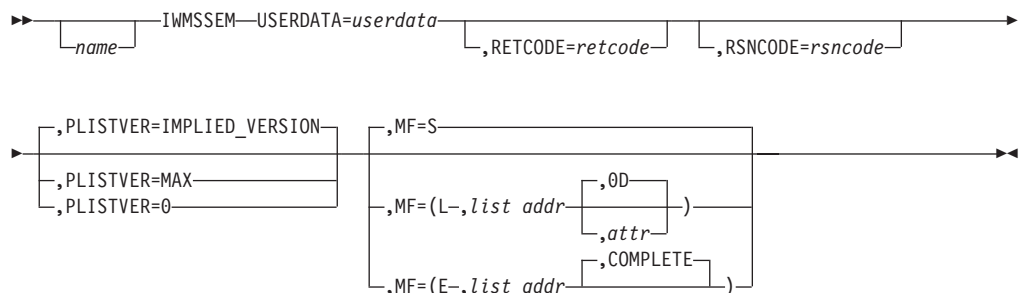 IWMSSEM USERDATA=userdata
name ,RETCODE=retcode ,RSNCODE=rsncode
,PLISTVER=IMPLIED_VERSION ,MF=S
,PLISTVER=MAX
,PLISTVER=0
,0D
,MF=(L ,list addr )
,attr
,COMPLETE
,MF=(E ,list addr )